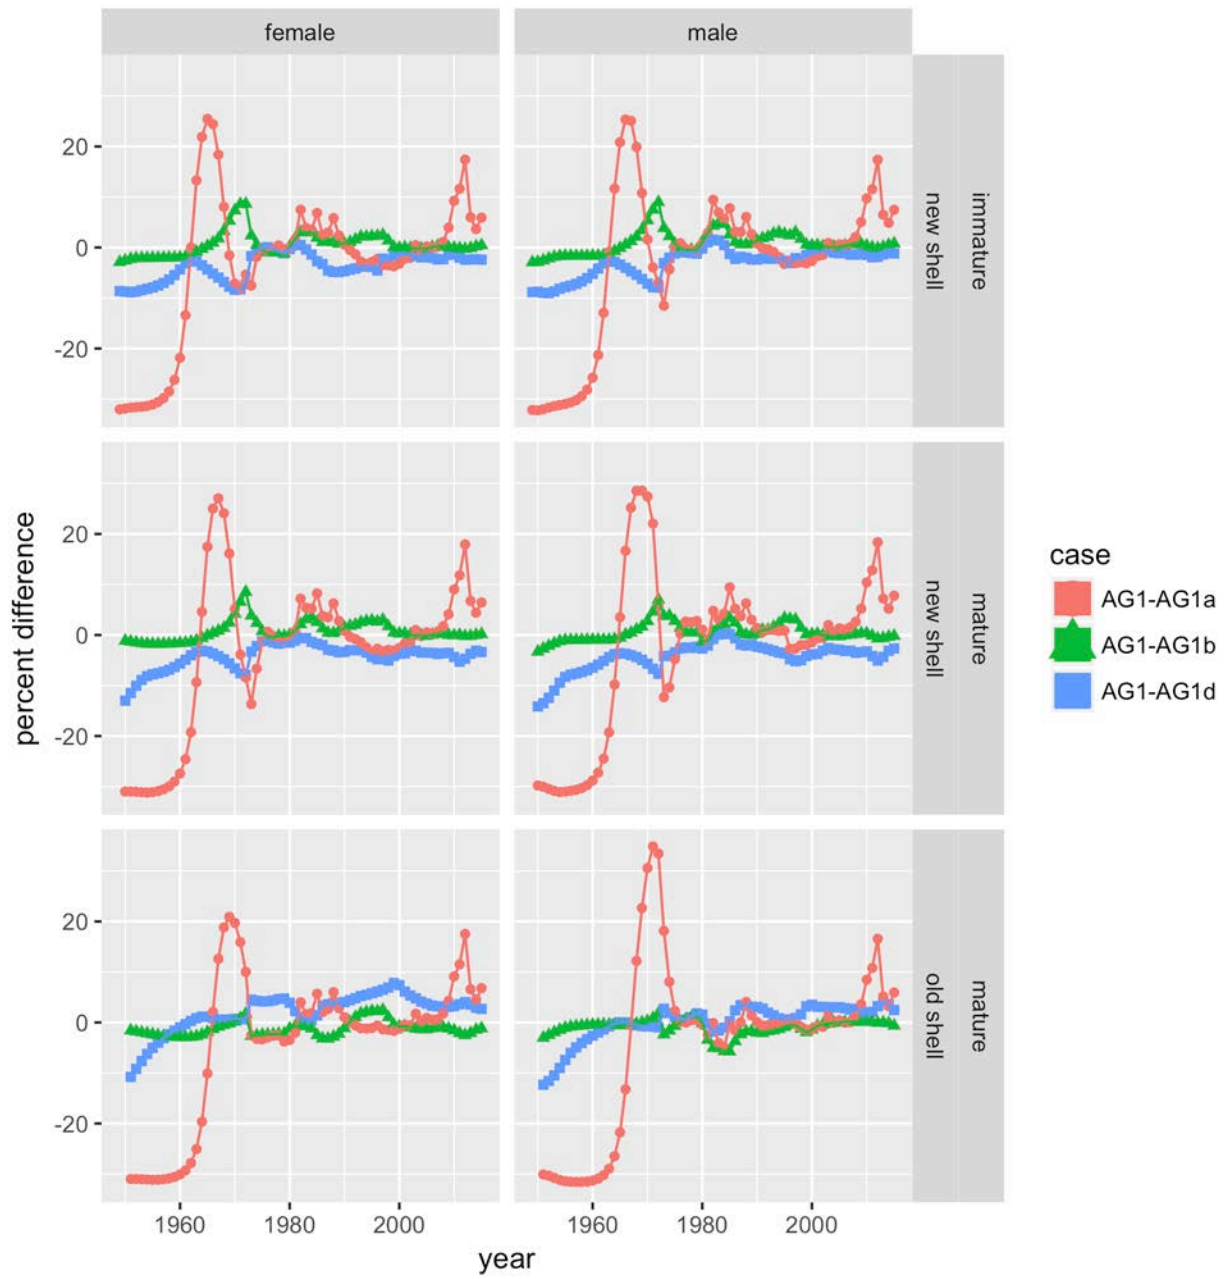 female
male
20
0
-20
new shell
immature
20
0
-20
new shell
mature
20
0
-20
old shell
mature
percent difference
1960
1980
2000
1960
1980
2000
year
case
AG1-AG1a
AG1-AG1b
AG1-AG1d